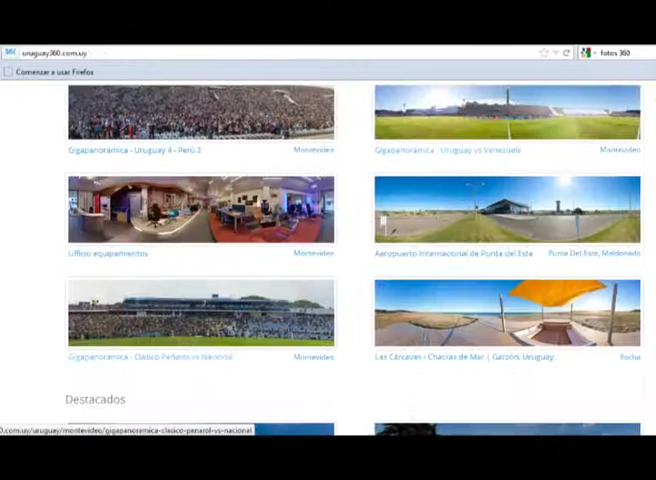 uruguay360.com.uy
fotos 360
Comenzar a usar Firefox
Gigapanorámica - Uruguay 4 - Perú 2 Montevideo
Gigapanorámica - Uruguay vs Venezuela Montevideo
Ufficio equipamientos Montevideo
Aeropuerto Internacional de Punta del Este Punta Del Este, Maldonado
Gigapanorámica - Clásico Peñarol vs Nacional Montevideo
Las Cárcavas - Chacras de Mar | Garzón, Uruguay. Rocha
Destacados
0.com.uy/uruguay/montevideo/gigapanoramica-clasico-penarol-vs-nacional